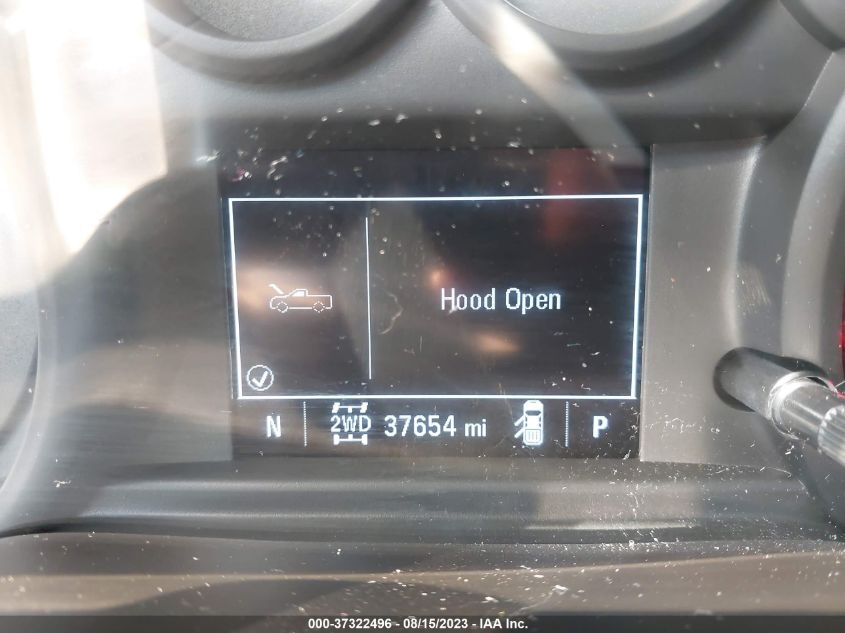 Hood Open
N 2WD 37654 mi P
000-37322496 - 08/15/2023 - IAA Inc.